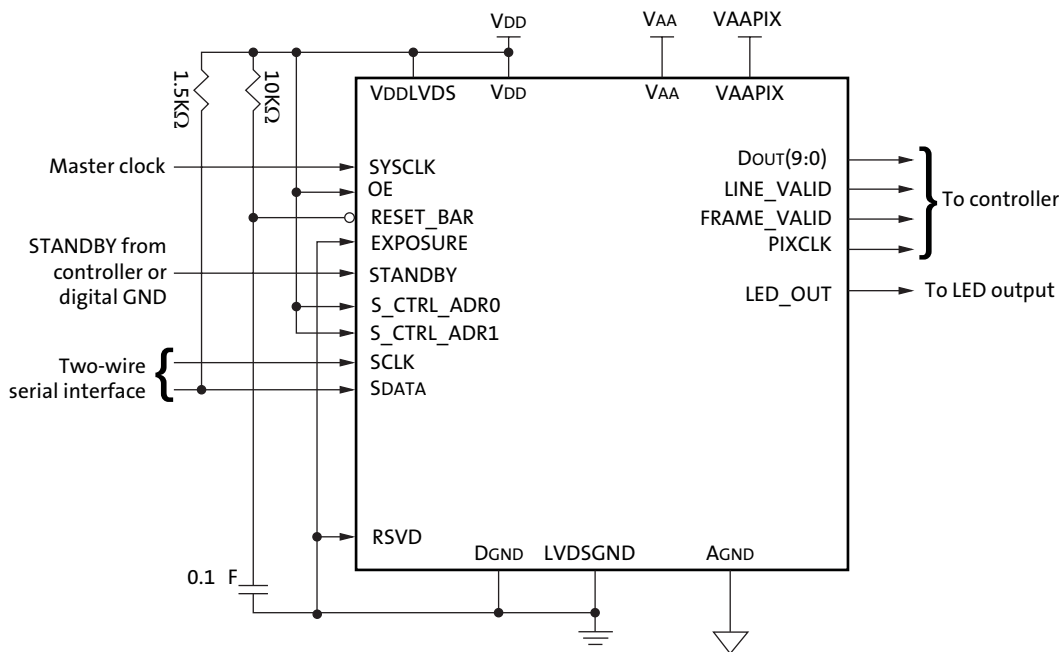 VDD
VAA
VAAPIX
1.5KΩ
10KΩ
VDDLVDS
VDD
VAA
VAAPIX
Master clock
SYSCLK
OE
RESET_BAR
EXPOSURE
STANDBY from
controller or
digital GND
STANDBY
S_CTRL_ADR0
S_CTRL_ADR1
Two-wire
serial interface
SCLK
SDATA
RSVD
DOUT(9:0)
LINE_VALID
FRAME_VALID
PIXCLK
To controller
LED_OUT
To LED output
0.1 F
DGND
LVDSGND
AGND